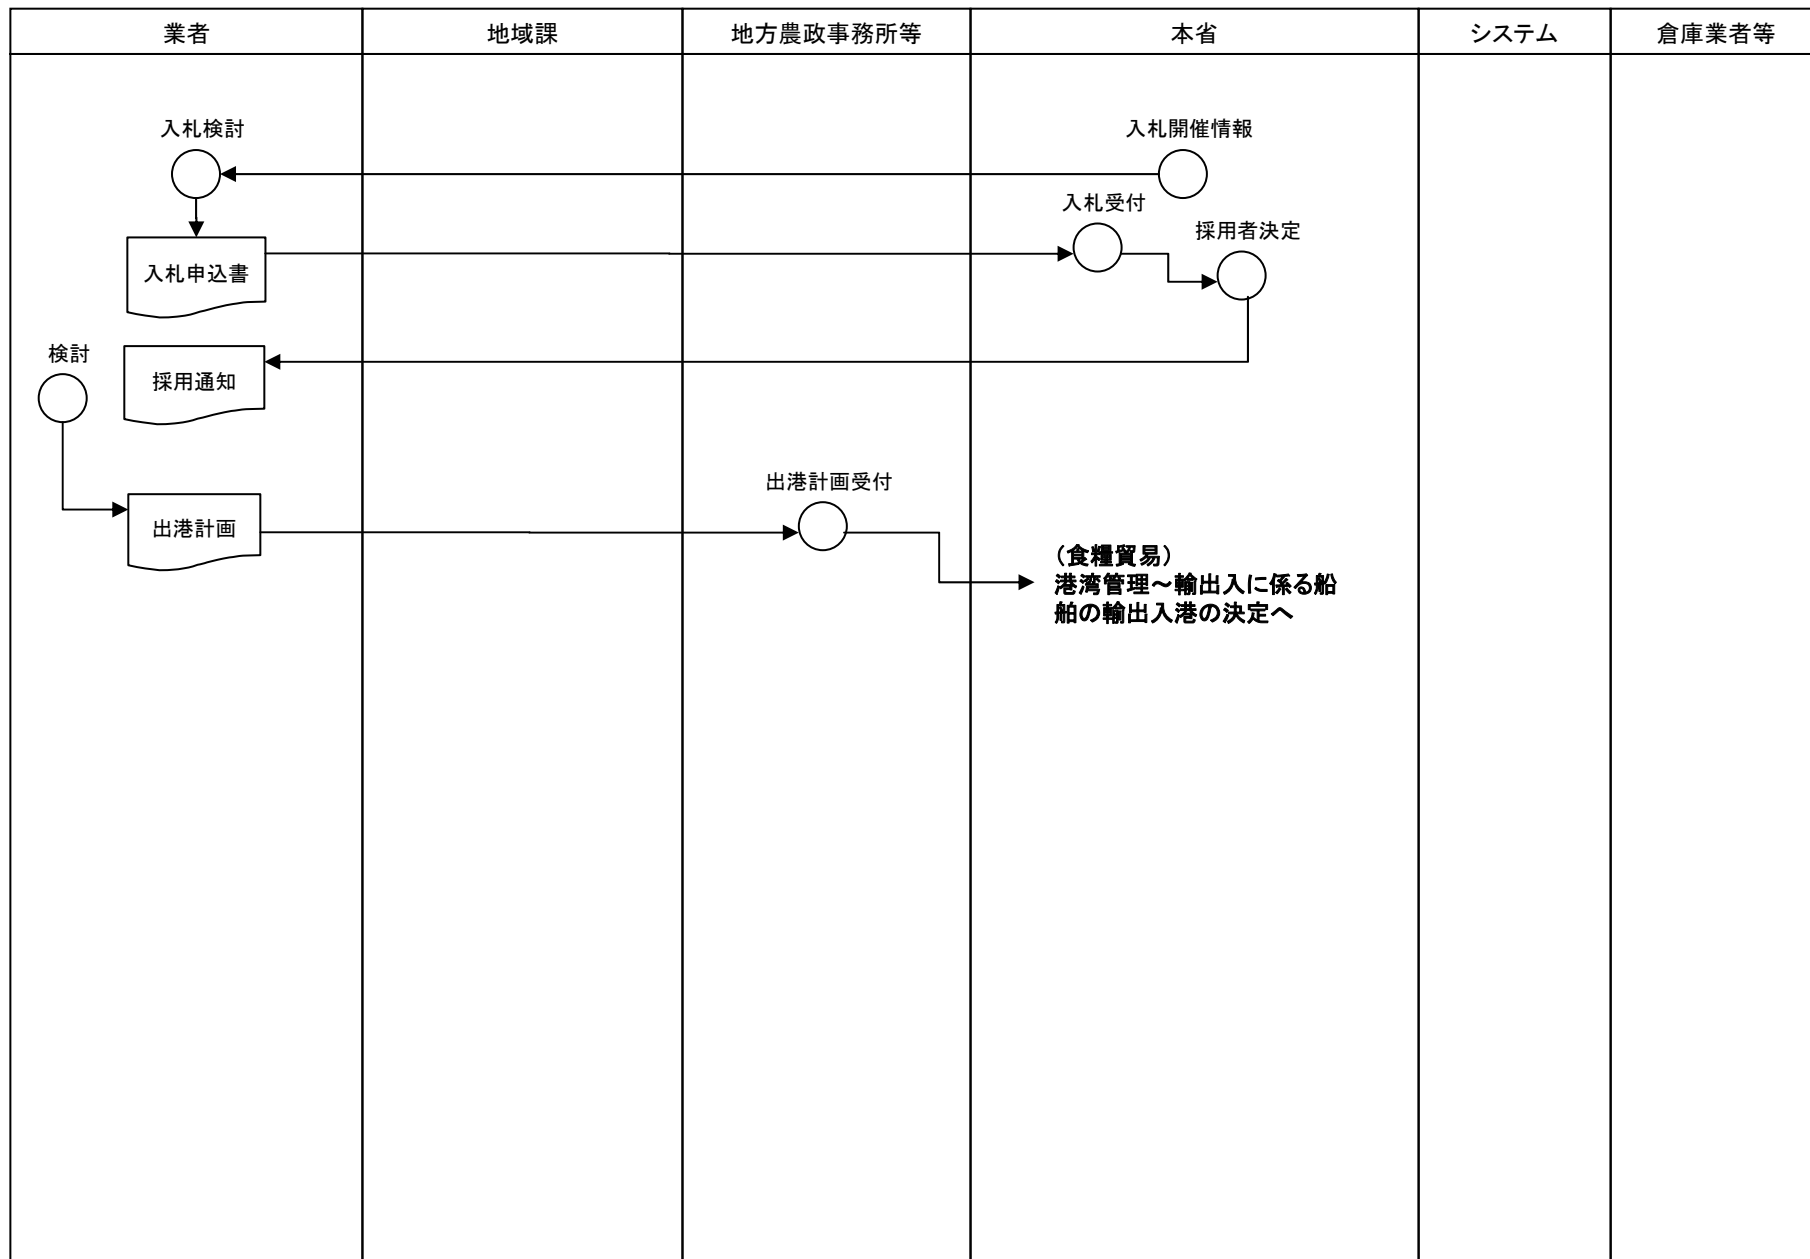 業者
地域課
地方農政事務所等
本省
システム
倉庫業者等
入札検討
入札開催情報
入札受付
採用者決定
入札申込書
検討
採用通知
出港計画受付
出港計画
（食糧貿易）
港湾管理～輸出入に係る船
舶の輸出入港の決定へ